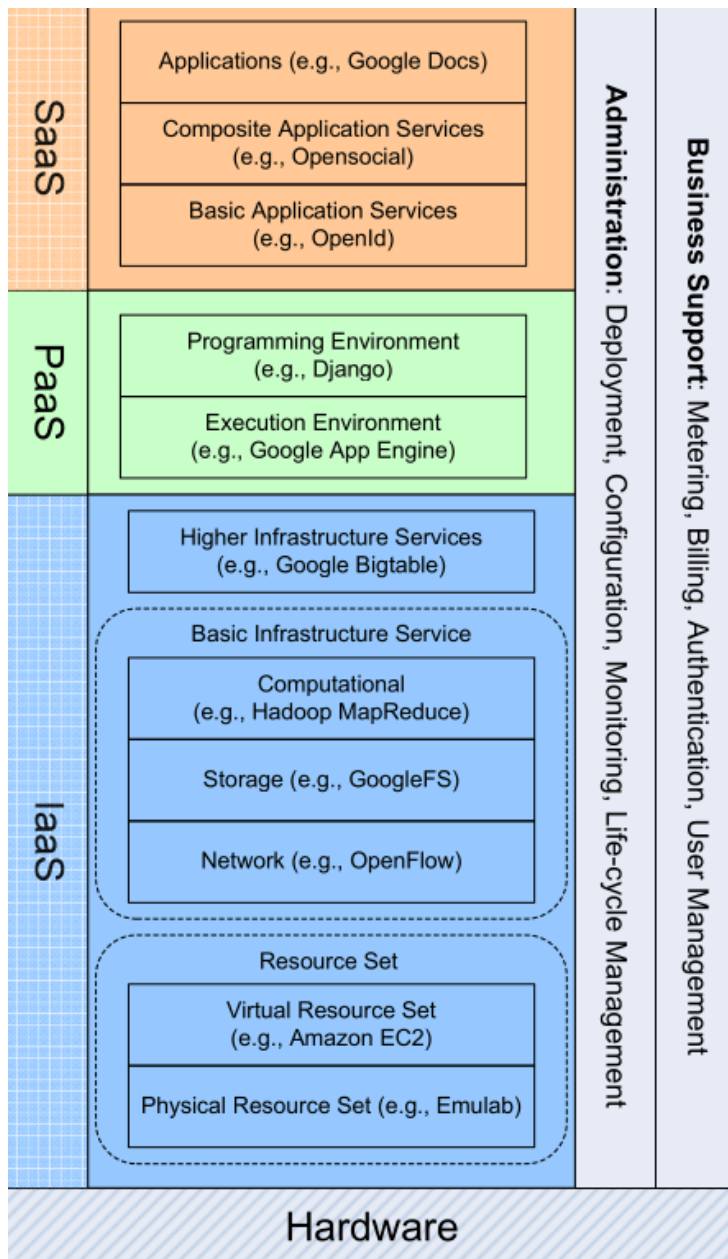 SaaS
Applications (e.g., Google Docs)
Composite Application Services
(e.g., Opensocial)
Basic Application Services
(e.g., OpenId)
PaaS
Programming Environment
(e.g., Django)
Execution Environment
(e.g., Google App Engine)
IaaS
Higher Infrastructure Services
(e.g., Google Bigtable)
Basic Infrastructure Service
Computational
(e.g., Hadoop MapReduce)
Storage (e.g., GoogleFS)
Network (e.g., OpenFlow)
Resource Set
Virtual Resource Set
(e.g., Amazon EC2)
Physical Resource Set (e.g., Emulab)
Administration: Deployment, Configuration, Monitoring, Life-cycle Management
Business Support: Metering, Billing, Authentication, User Management
Hardware